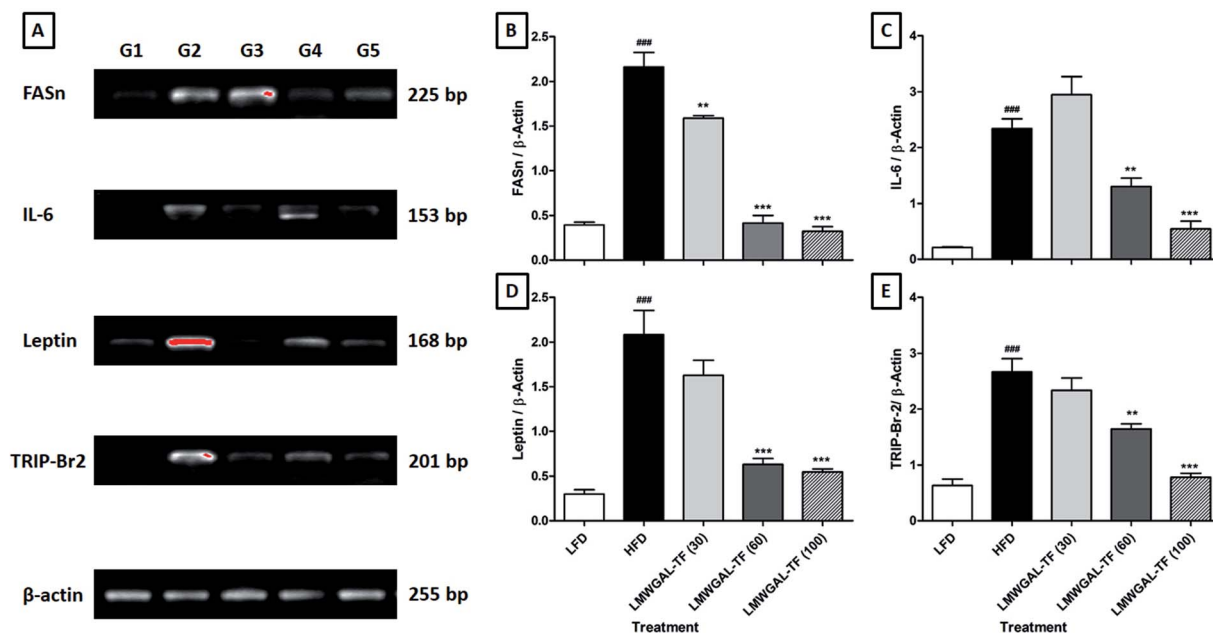 A
G1 G2 G3 G4 G5
FASn 225 bp
IL-6 153 bp
Leptin 168 bp
TRIP-Br2 201 bp
β-actin 255 bp
B
FASn / β-Actin
2.5
2.0
1.5
1.0
0.5
0.0
###
**
***
***
C
IL-6 / β-Actin
4
3
2
1
0
###
**
***
D
Leptin / β-Actin
2.5
2.0
1.5
1.0
0.5
0.0
###
***
***
LFD
HFD
LMWGAL-TF (30)
LMWGAL-TF (60)
LMWGAL-TF (100)
Treatment
E
TRIP-Br-2/ β-Actin
4
3
2
1
0
###
**
***
LFD
HFD
LMWGAL-TF (30)
LMWGAL-TF (60)
LMWGAL-TF (100)
Treatment